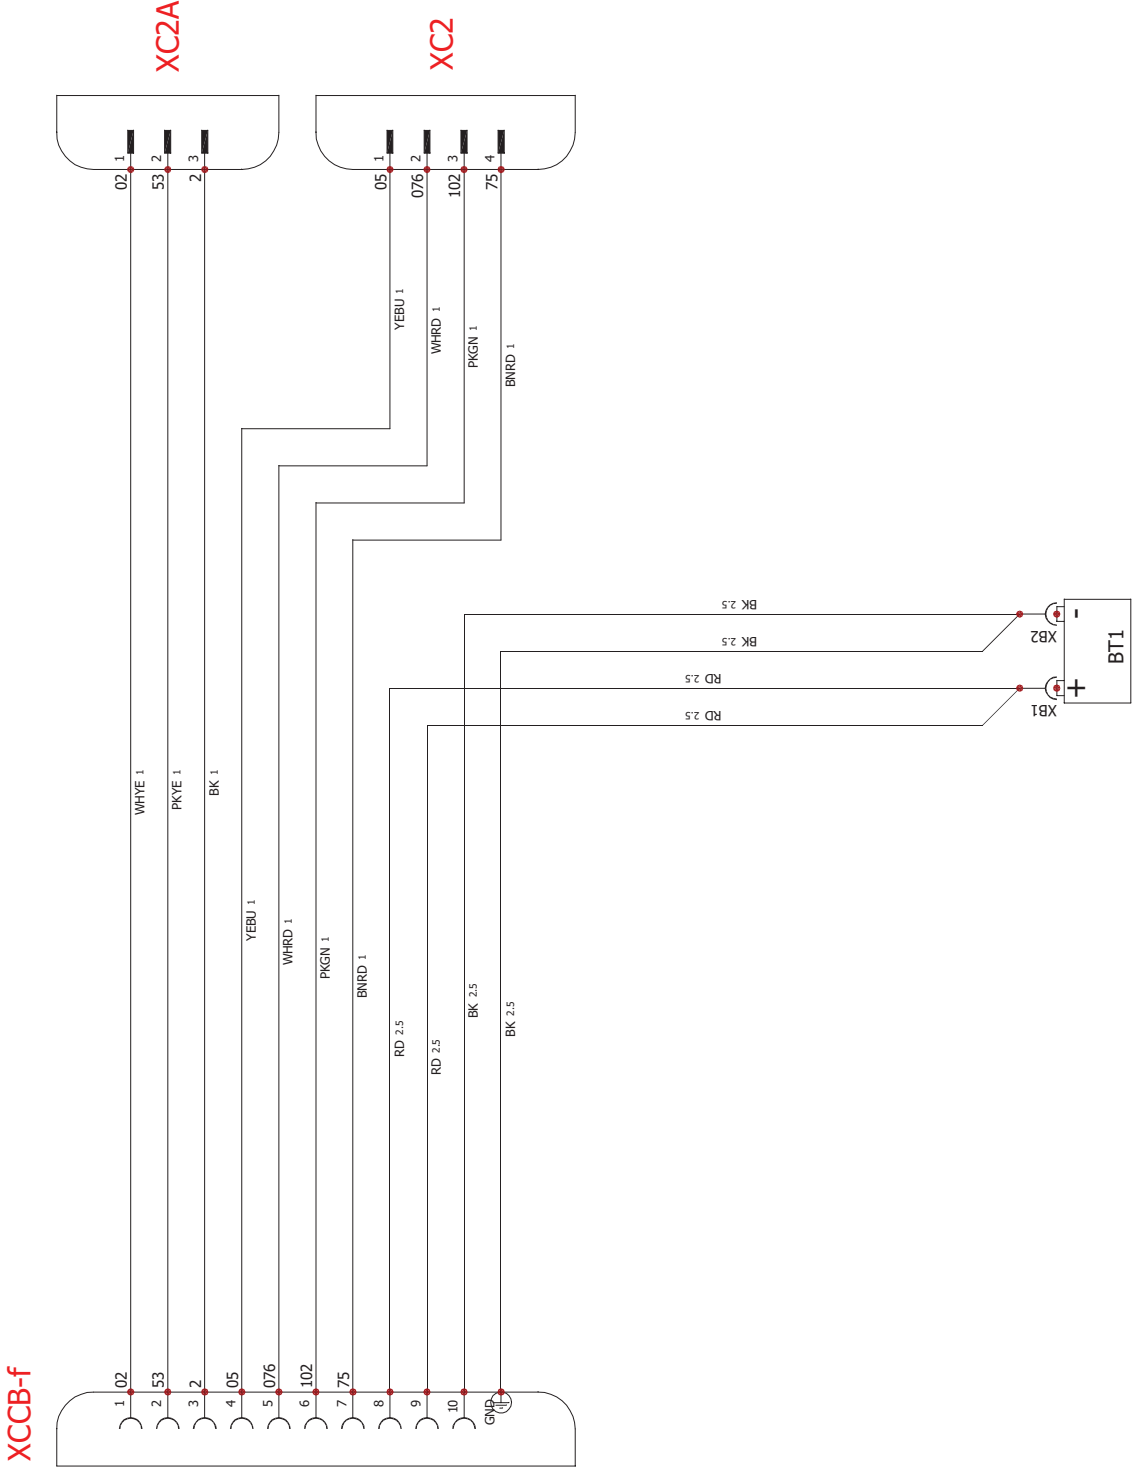 XC2A
XC2
1
2
3
02
53
2
1
2
3
4
05
076
102
75
YEBU 1
WHRD 1
PKGN 1
BNRD 1
BK 2.5
BK 2.5
RD 2.5
RD 2.5
XB2
XB1
-
+
BT1
WHYE 1
PKYE 1
BK 1
YEBU 1
WHRD 1
PKGN 1
BNRD 1
RD 2.5
RD 2.5
BK 2.5
BK 2.5
02
53
2
05
076
102
75
1
2
3
4
5
6
7
8
9
10
GND
XCCB-f